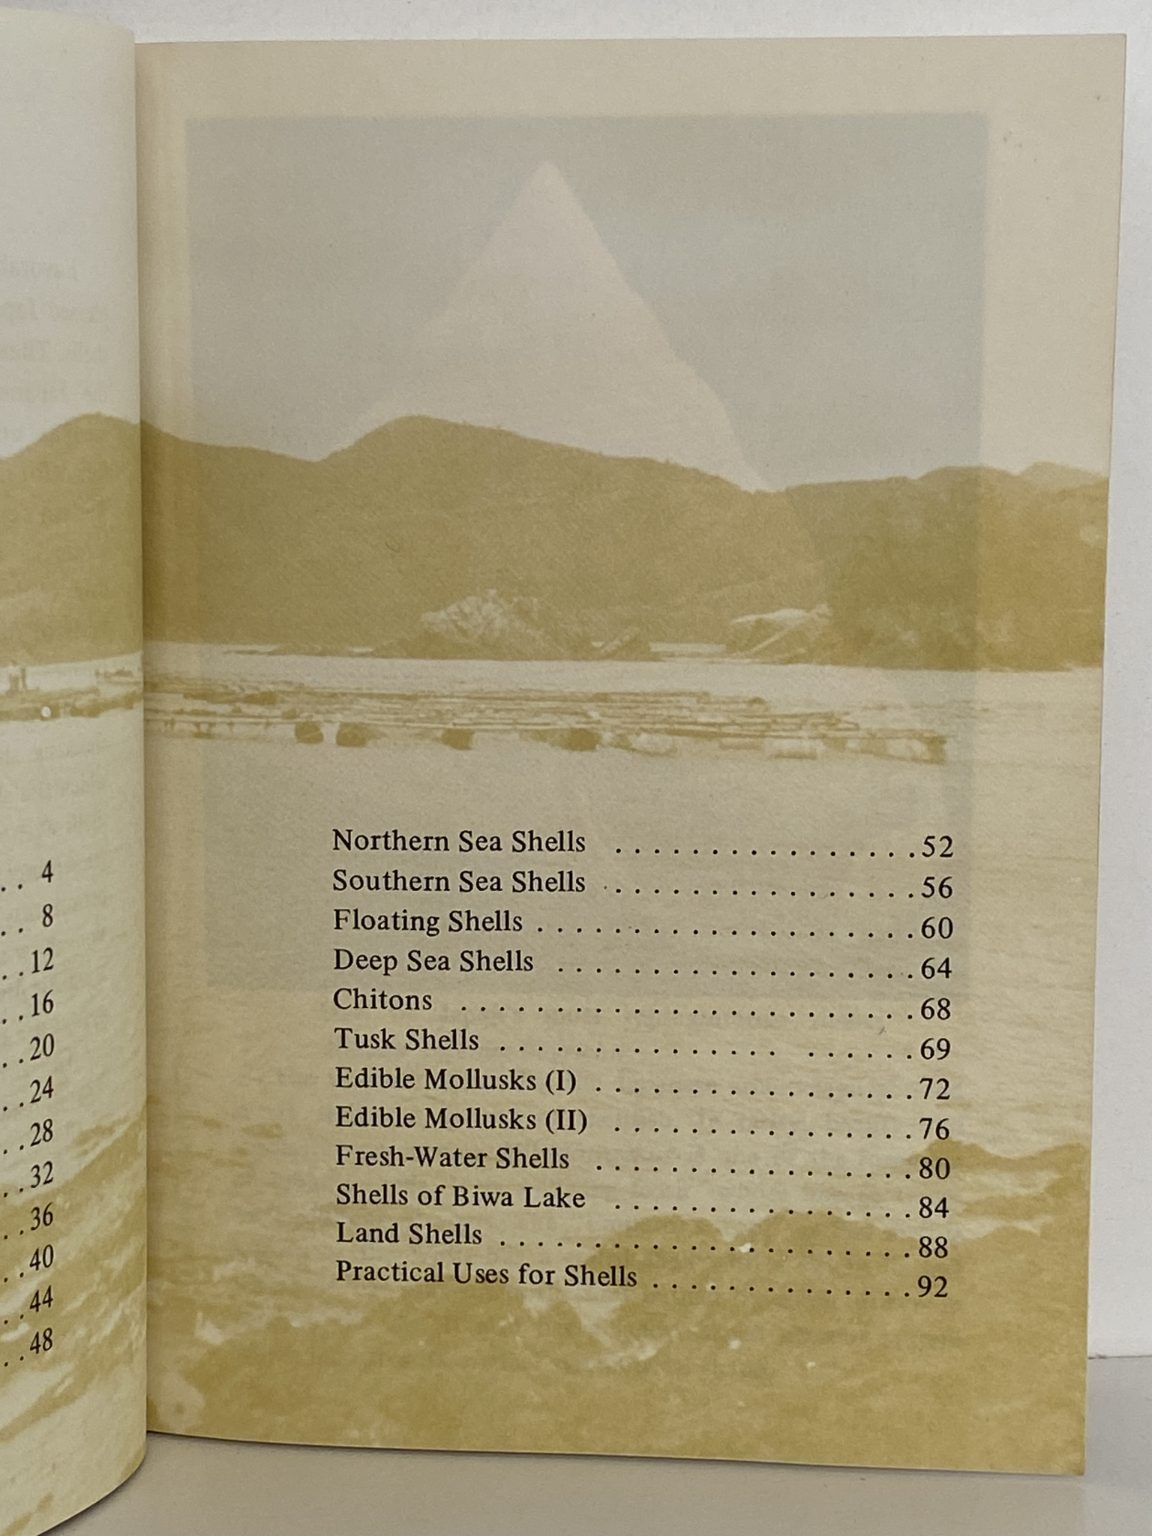 . . 4
. . 8
. . 12
. . 16
. . 20
. . 24
. . 28
. . 32
. . 36
. . 40
. . 44
. . 48
Northern Sea Shells . . . . . . . . . . . . . . . . 52
Southern Sea Shells . . . . . . . . . . . . . . . . 56
Floating Shells . . . . . . . . . . . . . . . . . . . . 60
Deep Sea Shells . . . . . . . . . . . . . . . . . . . 64
Chitons . . . . . . . . . . . . . . . . . . . . . . . . 68
Tusk Shells . . . . . . . . . . . . . . . . . . . . . 69
Edible Mollusks (I) . . . . . . . . . . . . . . . . . 72
Edible Mollusks (II) . . . . . . . . . . . . . . . . 76
Fresh-Water Shells . . . . . . . . . . . . . . . . . 80
Shells of Biwa Lake . . . . . . . . . . . . . . . . 84
Land Shells . . . . . . . . . . . . . . . . . . . . . . 88
Practical Uses for Shells . . . . . . . . . . . . . . 92